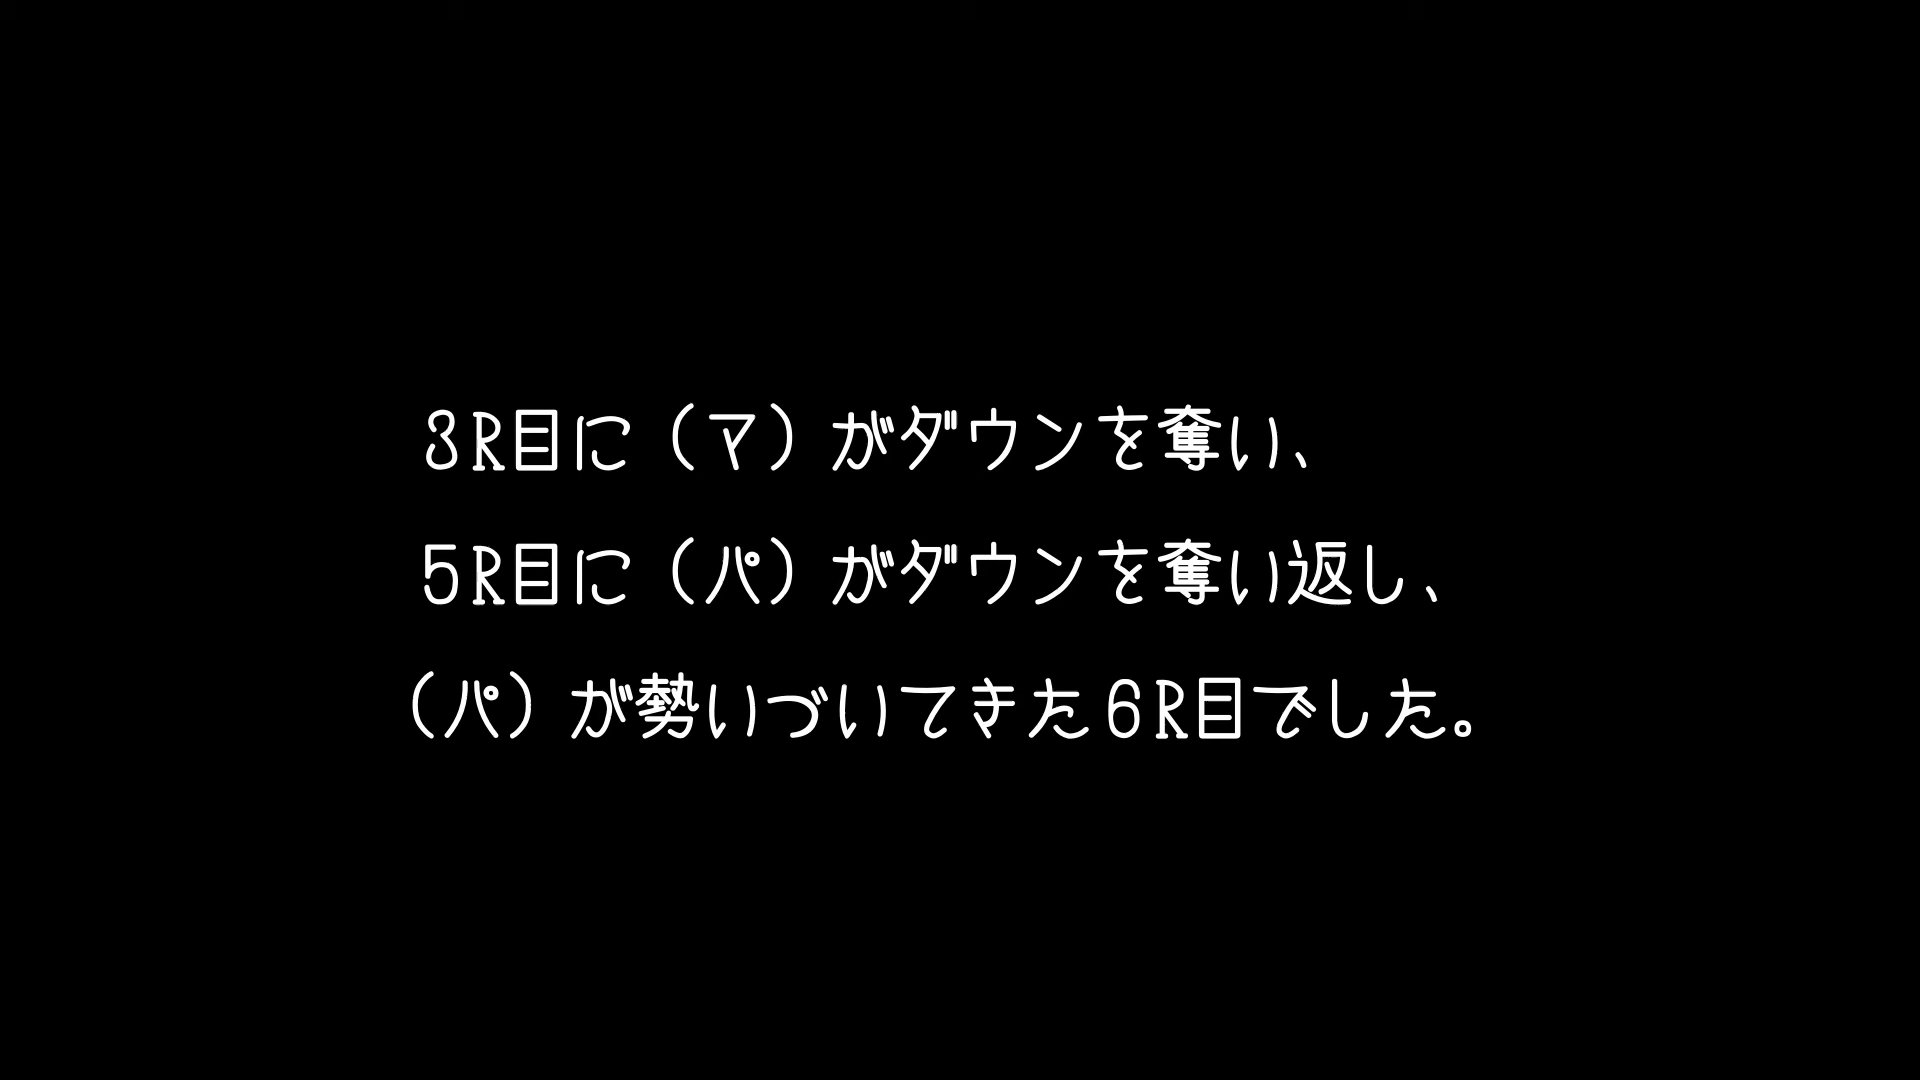 3R目に（マ）がダウンを奪い、
5R目に（パ）がダウンを奪い返し、
（パ）が勢いづいてきた6R目でした。